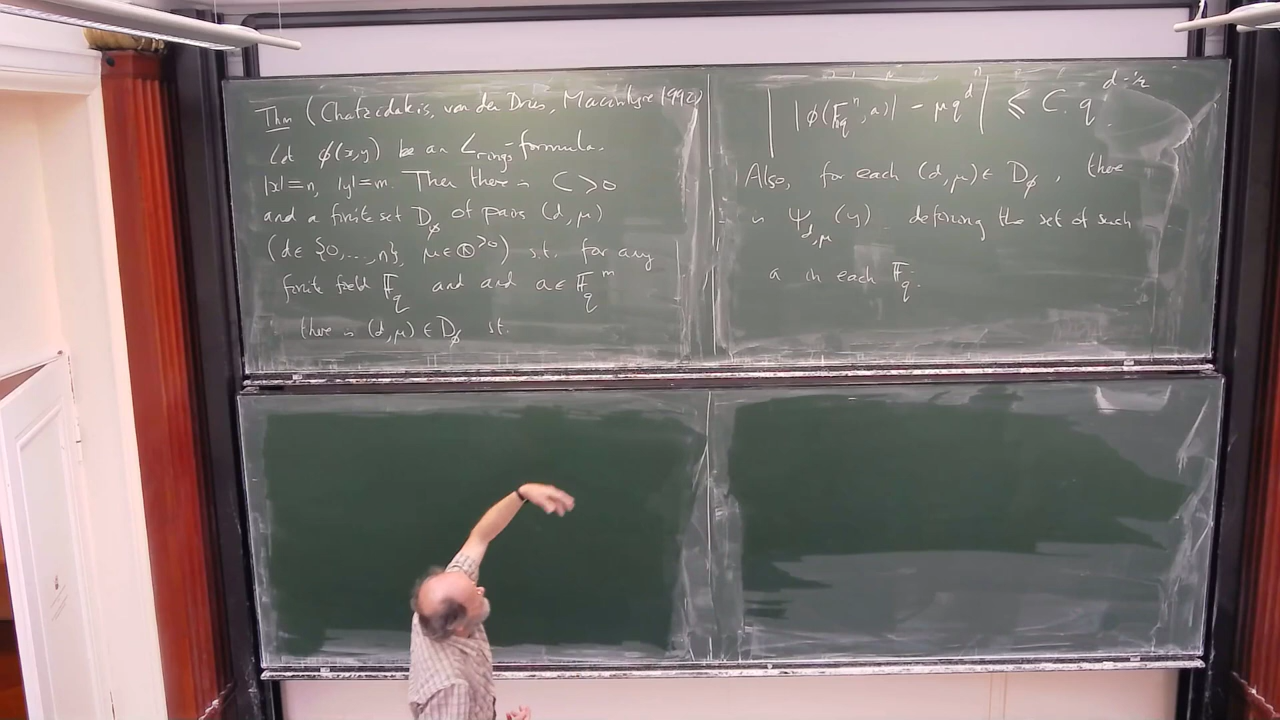 Thm (Chatzidakis, van den Dries, Macintyre 1992)
Let φ(x,y) be an L_rings-formula.
|x|=n, |y|=m. Then there is C>0
and a finite set D_φ of pairs (d,μ)
(d∈{0,...,n}, μ∈ℚ^{>0}) s.t. for any
finite field 𝔽_q and and a∈𝔽_q^m
there is (d,μ)∈D_φ st.
| |φ(𝔽_q^n,a)| - μq^d | ⩽ C.q^{d-1/2}.
Also, for each (d,μ)∈D_φ, there
is ψ_{d,μ}(y) defining the set of such
a in each 𝔽_q.